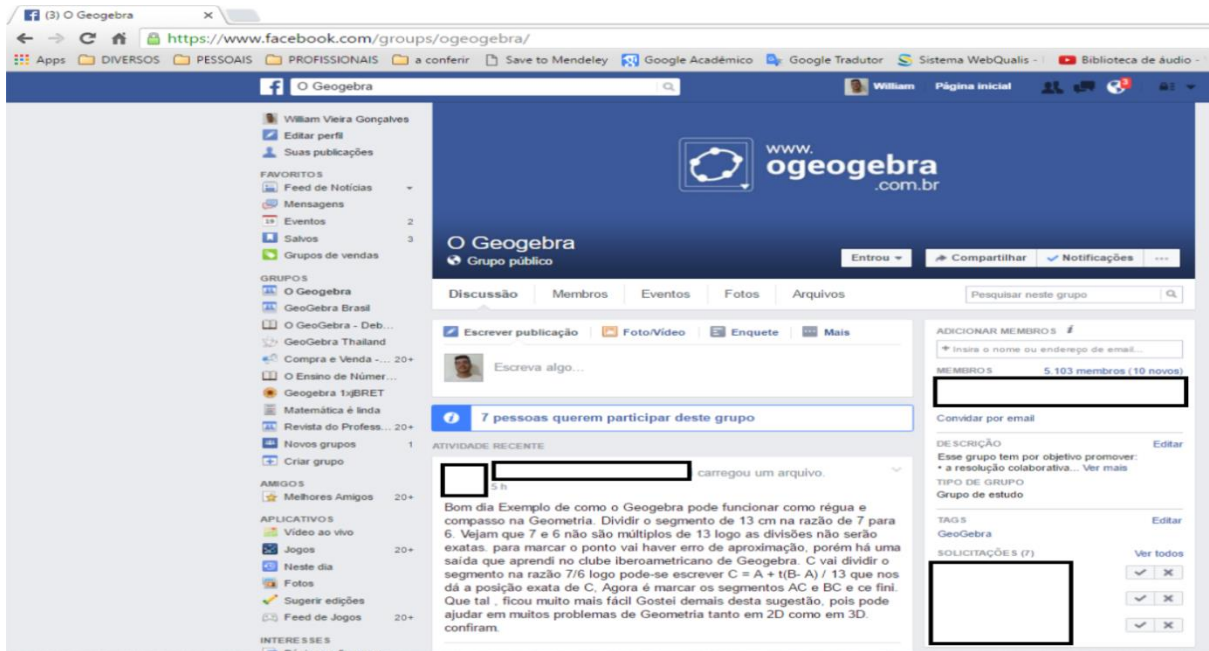 (3) O Geogebra
https://www.facebook.com/groups/ogeogebra/
Apps DIVERSOS PESSOAIS PROFISSIONAIS a conferir Save to Mendeley Google Acadêmico Google Tradutor Sistema WebQualis - Biblioteca de áudio -
O Geogebra
William Página inicial 3
William Vieira Gonçalves
Editar perfil
Suas publicações
FAVORITOS
Feed de Notícias
Mensagens
Eventos 2
Salvos 3
Grupos de vendas
GRUPOS
O Geogebra
GeoGebra Brasil
O GeoGebra - Deb...
GeoGebra Thailand
Compra e Venda -... 20+
O Ensino de Númer...
Geogebra 1xjBRET
Matemática é linda
Revista do Profess... 20+
Novos grupos 1
Criar grupo
AMIGOS
Melhores Amigos 20+
APLICATIVOS
Vídeo ao vivo
Jogos 20+
Neste dia
Fotos
Sugerir edições
Feed de Jogos 20+
INTERESSES
www.
ogeogebra
.com.br
O Geogebra
Grupo público
Entrou Compartilhar Notificações ...
Discussão Membros Eventos Fotos Arquivos
Pesquisar neste grupo
Escrever publicação Foto/Vídeo Enquete Mais
Escreva algo...
7 pessoas querem participar deste grupo
ATIVIDADE RECENTE
carregou um arquivo.
5 h
Bom dia Exemplo de como o Geogebra pode funcionar como régua e
compasso na Geometria. Dividir o segmento de 13 cm na razão de 7 para
6. Vejam que 7 e 6 não são múltiplos de 13 logo as divisões não serão
exatas. para marcar o ponto vai haver erro de aproximação, porém há uma
saída que aprendi no clube iberoametricano de Geogebra. C vai dividir o
segmento na razão 7/6 logo pode-se escrever C = A + t(B- A) / 13 que nos
dá a posição exata de C, Agora é marcar os segmentos AC e BC e ce fini.
Que tal , ficou muito mais fácil Gostei demais desta sugestão, pois pode
ajudar em muitos problemas de Geometria tanto em 2D como em 3D.
confiram.
ADICIONAR MEMBROS
+ Insira o nome ou endereço de email...
MEMBROS 5.103 membros (10 novos)
Convidar por email
DESCRIÇÃO Editar
Esse grupo tem por objetivo promover:
• a resolução colaborativa... Ver mais
TIPO DE GRUPO
Grupo de estudo
TAGS Editar
GeoGebra
SOLICITAÇÕES (7) Ver todos